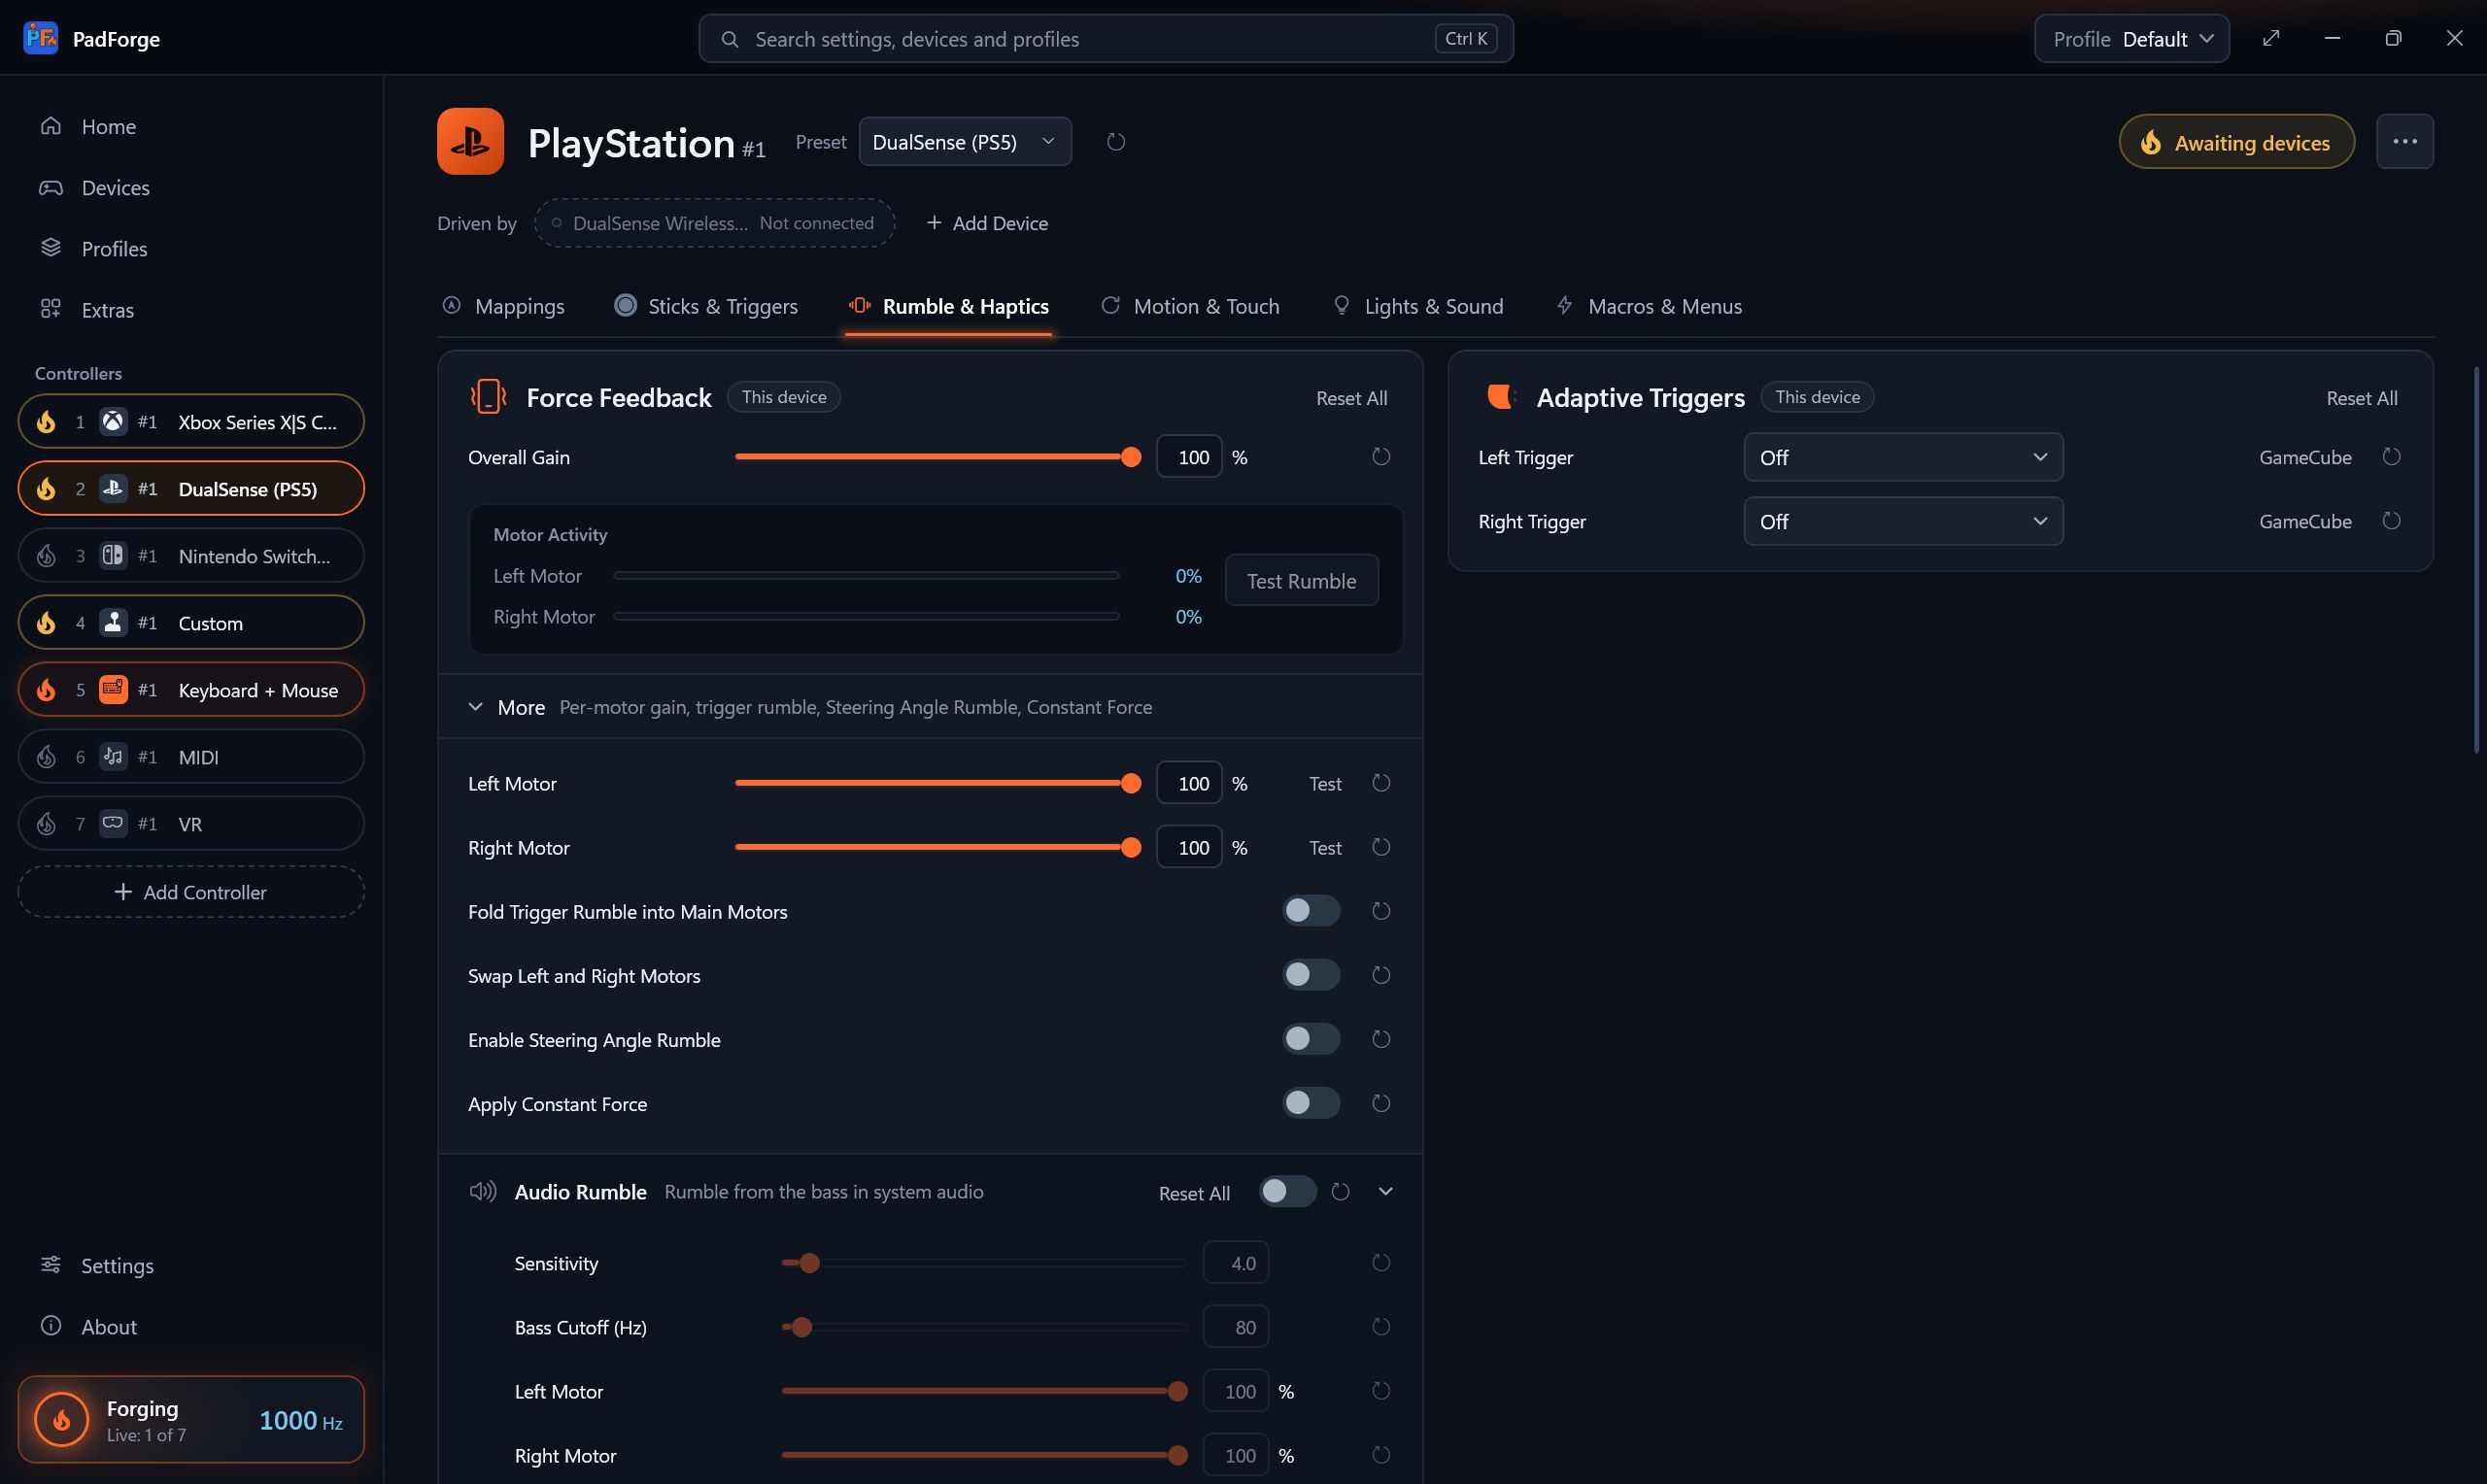 PadForge
Search settings, devices and profiles
Ctrl K
Profile Default
Home
Devices
Profiles
Extras
Controllers
1 #1 Xbox Series X|S C...
2 #1 DualSense (PS5)
3 #1 Nintendo Switch...
4 #1 Custom
5 #1 Keyboard + Mouse
6 #1 MIDI
7 #1 VR
+ Add Controller
Settings
About
Forging
Live: 1 of 7
1000 Hz
PlayStation #1
Preset DualSense (PS5)
Awaiting devices
Driven by DualSense Wireless... Not connected + Add Device
Mappings Sticks & Triggers Rumble & Haptics Motion & Touch Lights & Sound Macros & Menus
Force Feedback This device Reset All
Overall Gain 100 %
Motor Activity
Left Motor 0%
Right Motor 0%
Test Rumble
More Per-motor gain, trigger rumble, Steering Angle Rumble, Constant Force
Left Motor 100 % Test
Right Motor 100 % Test
Fold Trigger Rumble into Main Motors
Swap Left and Right Motors
Enable Steering Angle Rumble
Apply Constant Force
Audio Rumble Rumble from the bass in system audio Reset All
Sensitivity 4.0
Bass Cutoff (Hz) 80
Left Motor 100 %
Right Motor 100 %
Adaptive Triggers This device Reset All
Left Trigger Off GameCube
Right Trigger Off GameCube